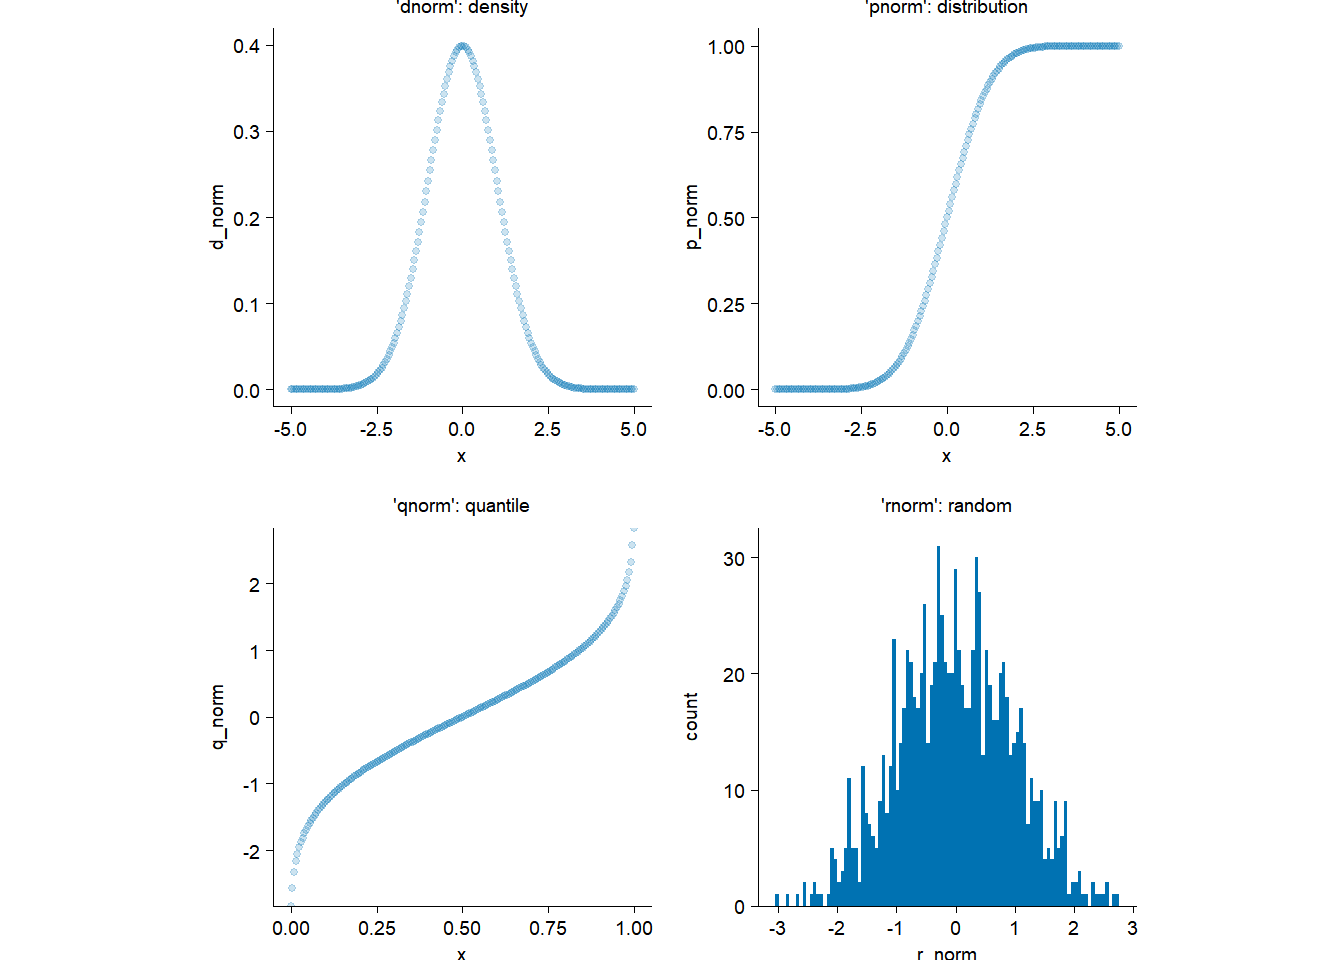 'dnorm': density
0.4
0.3
0.2
0.1
0.0
d_norm
-5.0 -2.5 0.0 2.5 5.0
x
'pnorm': distribution
1.00
0.75
0.50
0.25
0.00
p_norm
-5.0 -2.5 0.0 2.5 5.0
x
'qnorm': quantile
2
1
0
-1
-2
q_norm
0.00 0.25 0.50 0.75 1.00
x
'rnorm': random
30
20
10
0
count
-3 -2 -1 0 1 2 3
r_norm